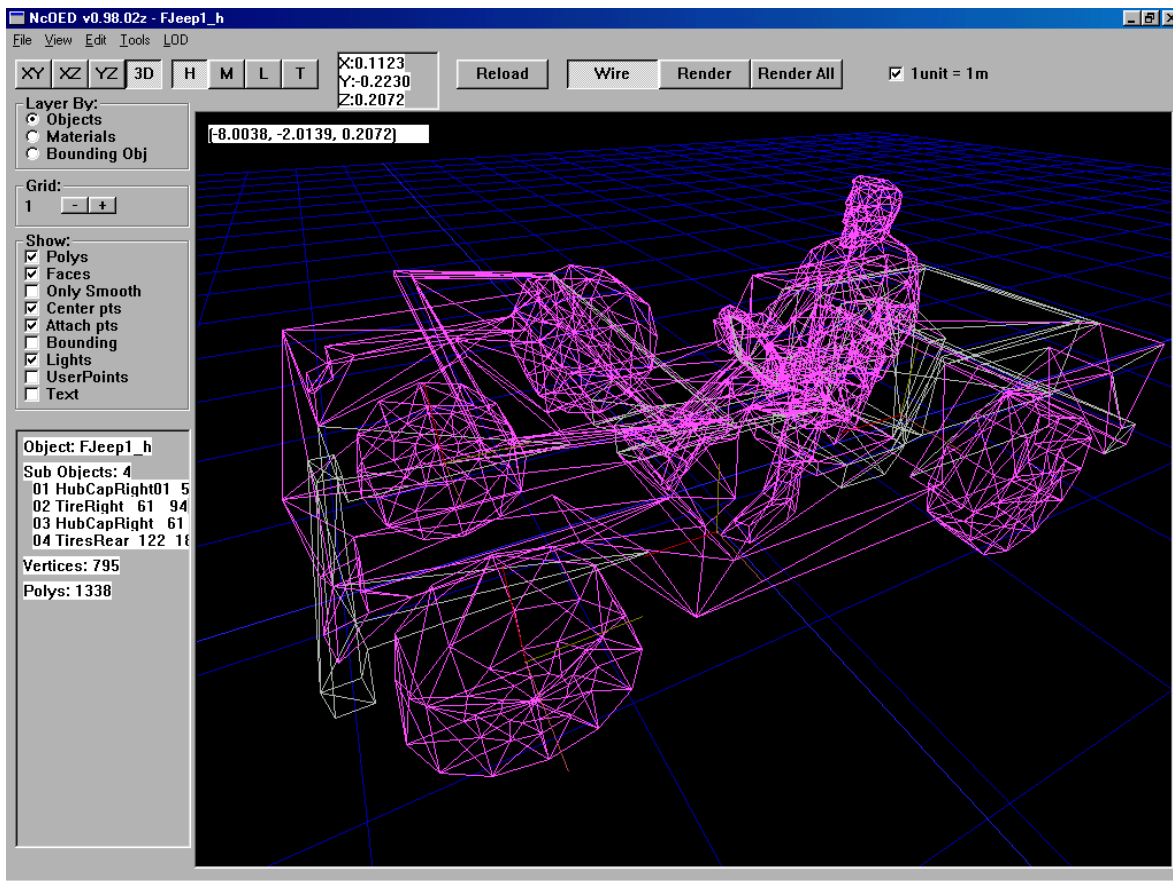 NcOED v0.98.02z - FJeep1_h
File View Edit Tools LOD
XY XZ YZ 3D H M L T
X:0.1123
Y:-0.2230
Z:0.2072
Reload Wire Render Render All 1unit = 1m
Layer By:
Objects
Materials
Bounding Obj
(-8.0038, -2.0139, 0.2072)
Grid:
1 - +
Show:
Polys
Faces
Only Smooth
Center pts
Attach pts
Bounding
Lights
UserPoints
Text
Object: FJeep1_h
Sub Objects: 4
01 HubCapRight01 5
02 TireRight 61 94
03 HubCapRight 61
04 TiresRear 122 18
Vertices: 795
Polys: 1338